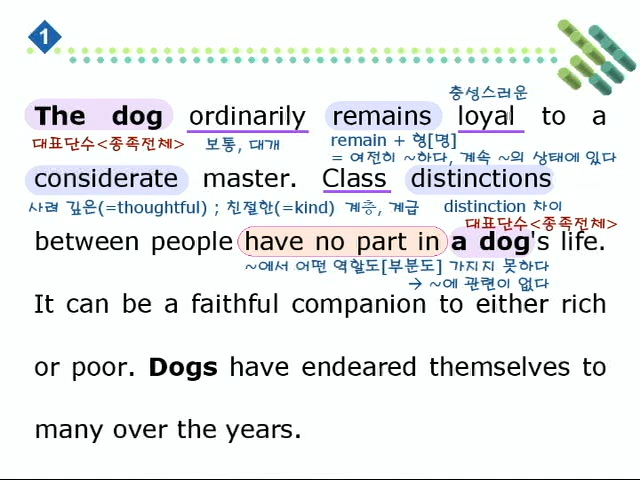 1
충성스러운
The dog ordinarily remains loyal to a
대표단수<종족전체> 보통, 대개 remain + 형[명]
= 여전히 ~하다, 계속 ~의 상태에 있다
considerate master. Class distinctions
사려 깊은(=thoughtful) ; 친절한(=kind) 계층, 계급 distinction 차이
대표단수<종족전체>
between people have no part in a dog's life.
~에서 어떤 역할도[부분도] 가지지 못하다
→ ~에 관련이 없다
It can be a faithful companion to either rich
or poor. Dogs have endeared themselves to
many over the years.